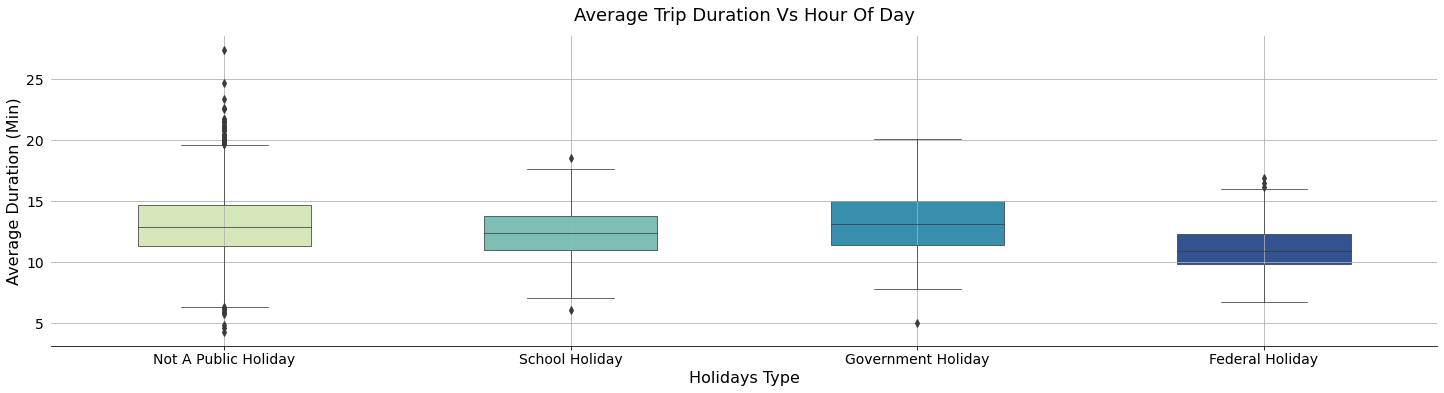 Average Trip Duration Vs Hour Of Day
Average Duration (Min)
25
20
15
10
5
Not A Public Holiday
School Holiday
Government Holiday
Federal Holiday
Holidays Type